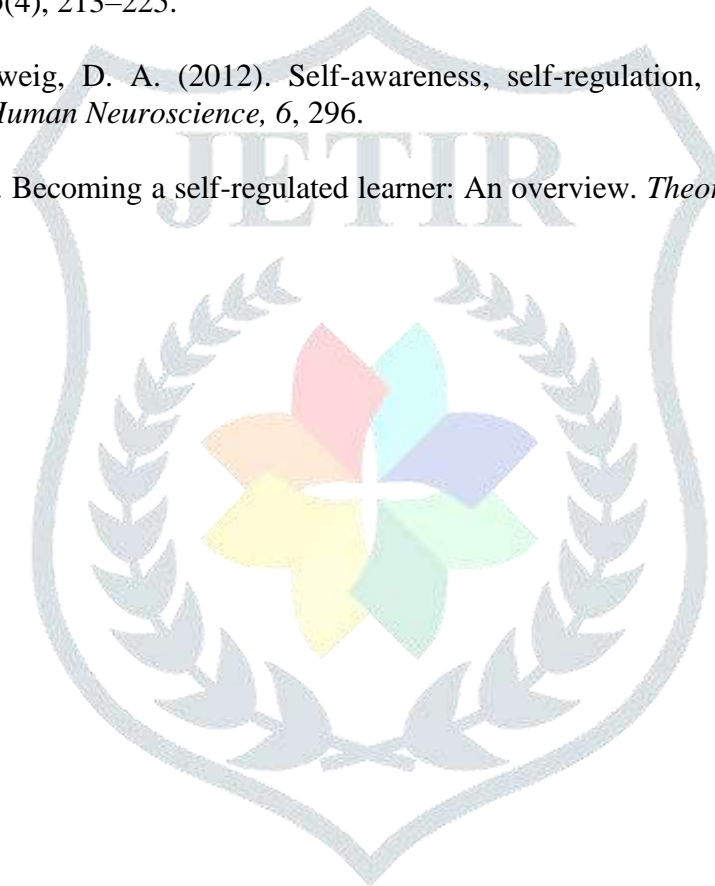 (4), 213–225.
weig, D. A. (2012). Self-awareness, self-regulation,
Human Neuroscience, 6, 296.
. Becoming a self-regulated learner: An overview. Theor
JETIR